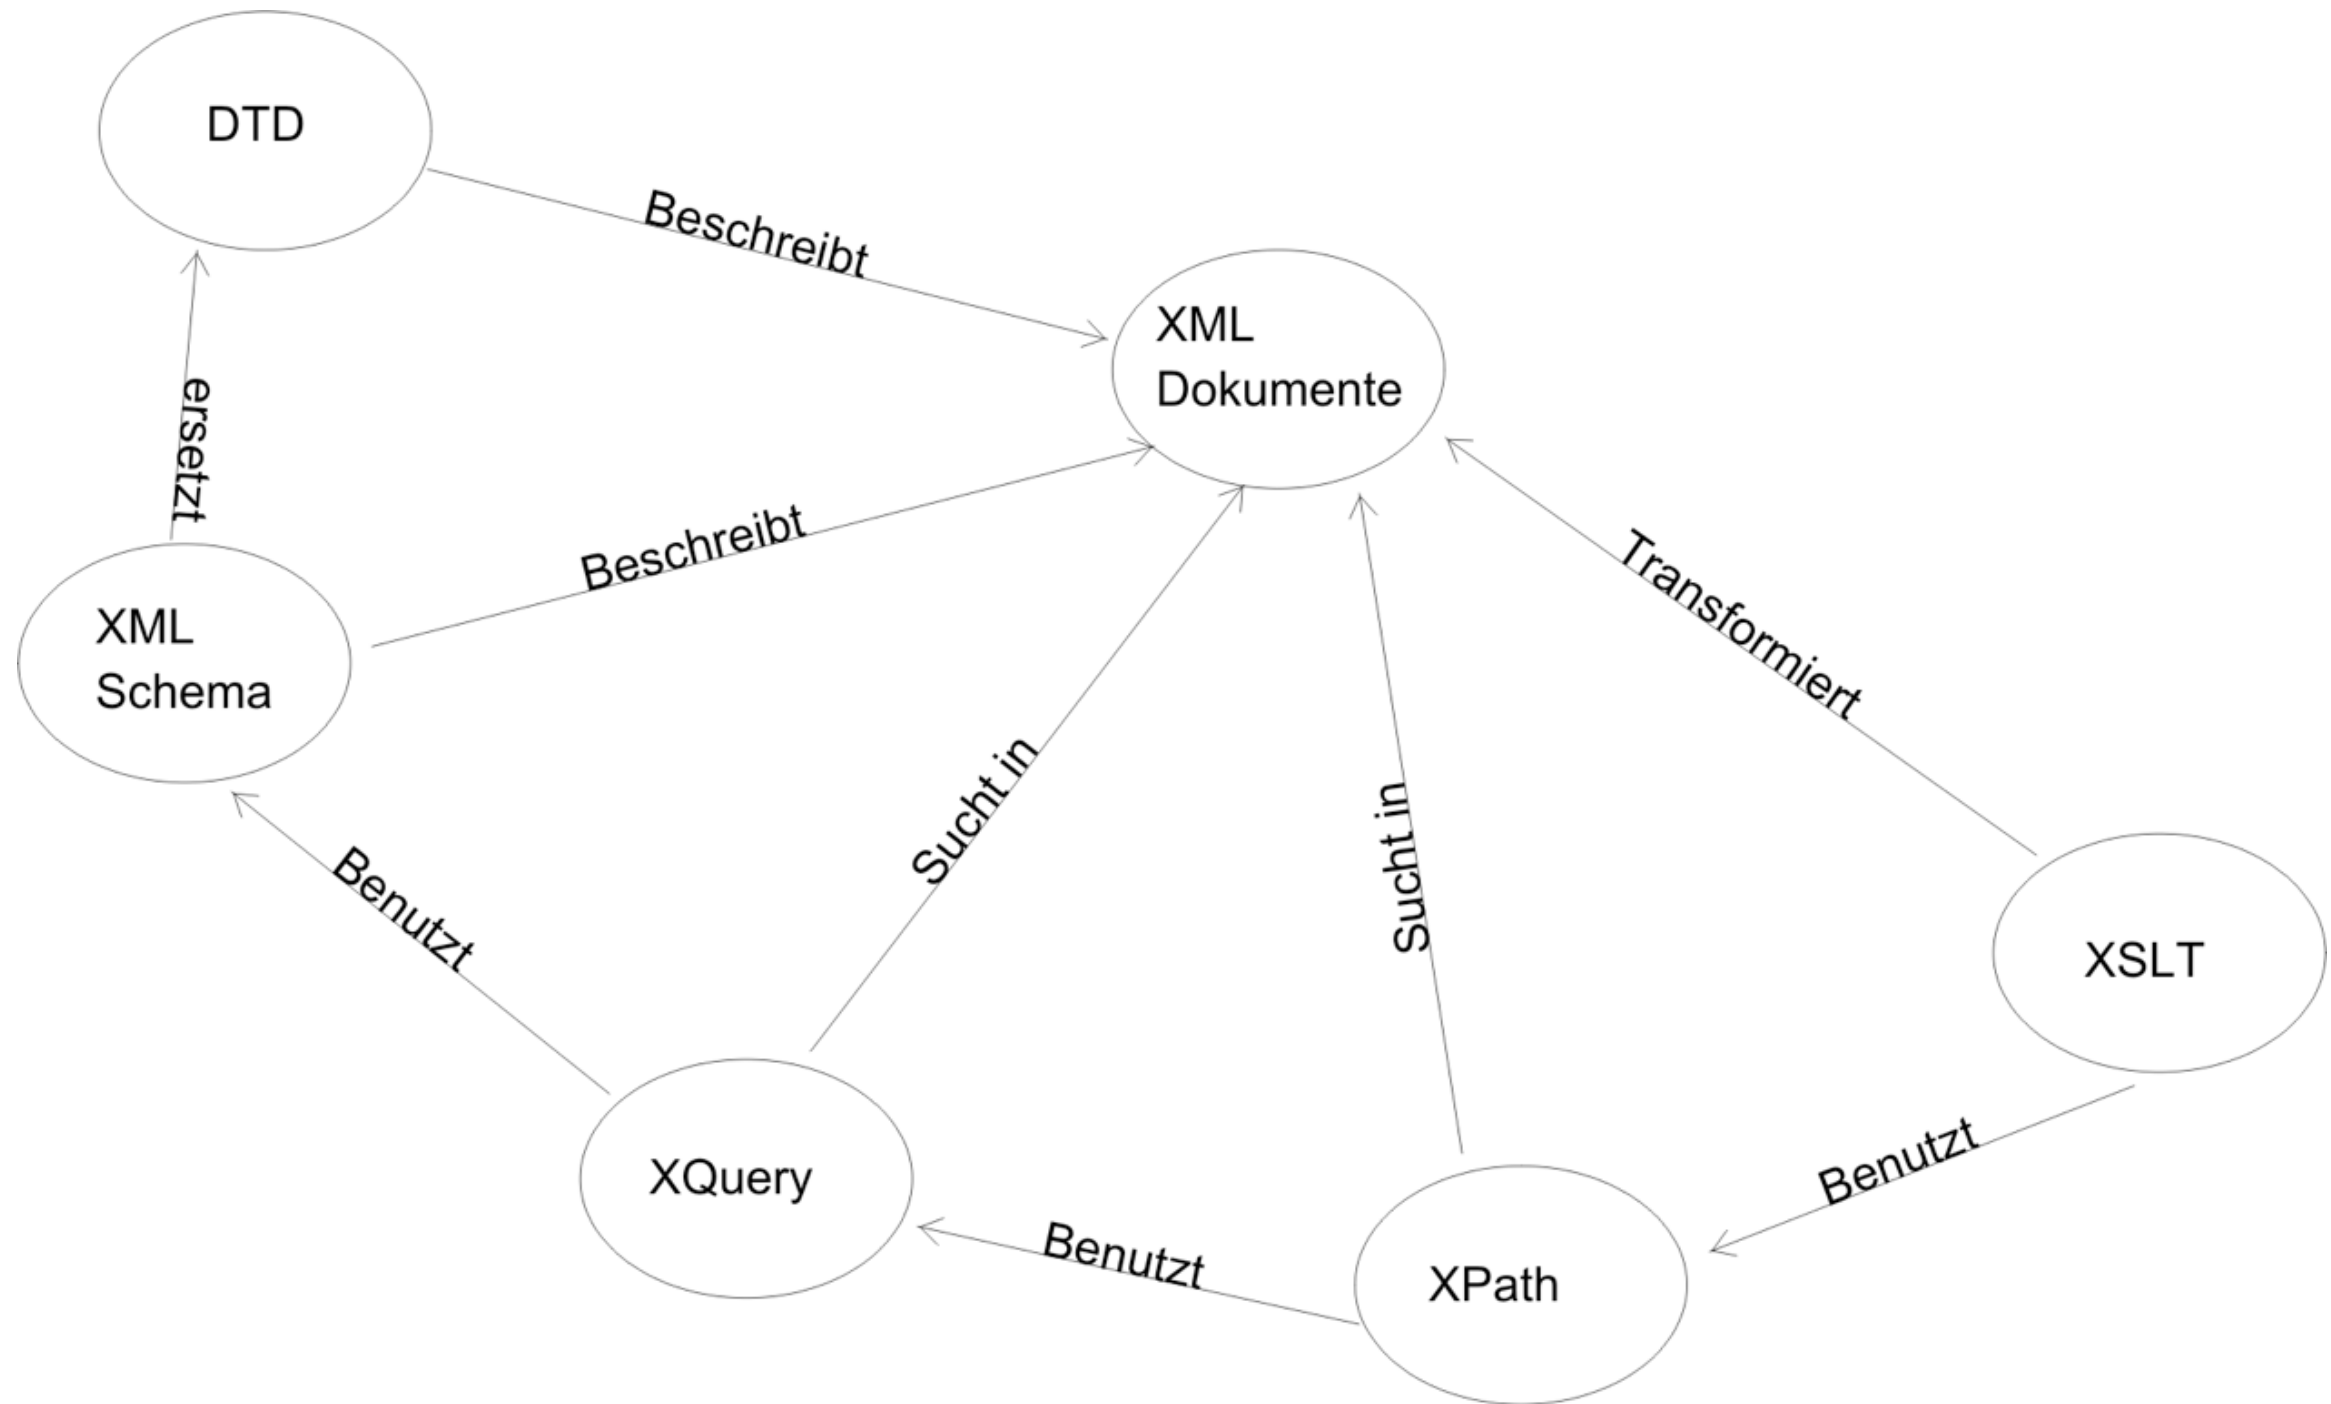 DTD
Beschreibt
XML
Dokumente
ersetzt
Beschreibt
XML
Schema
Transformiert
Sucht in
Sucht in
Benutzt
XSLT
XQuery
Benutzt
Benutzt
XPath